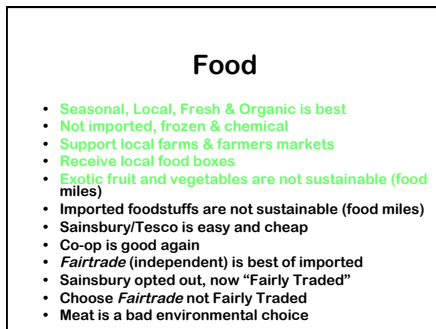 Food
• Seasonal, Local, Fresh & Organic is best
• Not imported, frozen & chemical
• Support local farms & farmers markets
• Receive local food boxes
• Exotic fruit and vegetables are not sustainable (food
miles)
• Imported foodstuffs are not sustainable (food miles)
• Sainsbury/Tesco is easy and cheap
• Co-op is good again
• Fairtrade (independent) is best of imported
• Sainsbury opted out, now “Fairly Traded”
• Choose Fairtrade not Fairly Traded
• Meat is a bad environmental choice